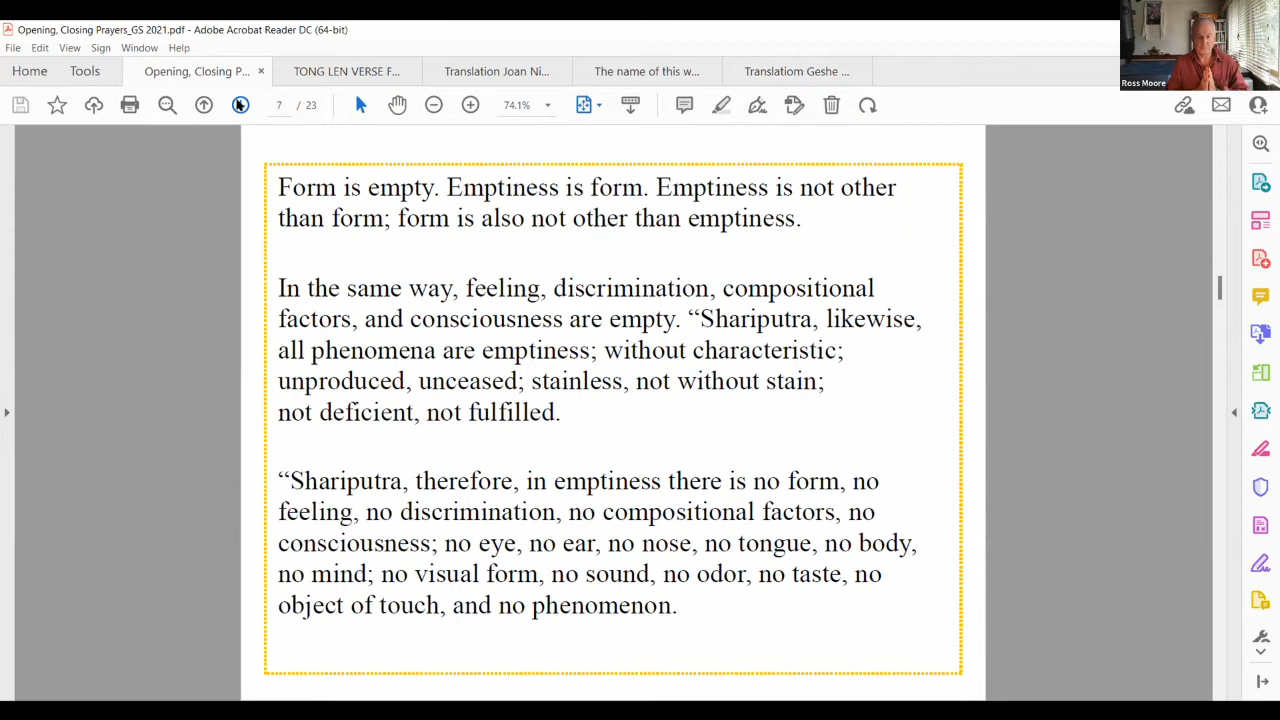 Opening, Closing Prayers_GS 2021.pdf - Adobe Acrobat Reader DC (64-bit)
File Edit View Sign Window Help
Home Tools Opening, Closing P... × TONG LEN VERSE F... Translation Joan Ni... The name of this w... Translatiom Geshe ...
Ross Moore
7 / 23 74.1%
Form is empty. Emptiness is form. Emptiness is not other
than form; form is also not other than emptiness.
In the same way, feeling, discrimination, compositional
factors, and consciousness are empty. “Shariputra, likewise,
all phenomena are emptiness; without characteristic;
unproduced, unceased; stainless, not without stain;
not deficient, not fulfilled.
“Shariputra, therefore, in emptiness there is no form, no
feeling, no discrimination, no compositional factors, no
consciousness; no eye, no ear, no nose, no tongue, no body,
no mind; no visual form, no sound, no odor, no taste, no
object of touch, and no phenomenon.